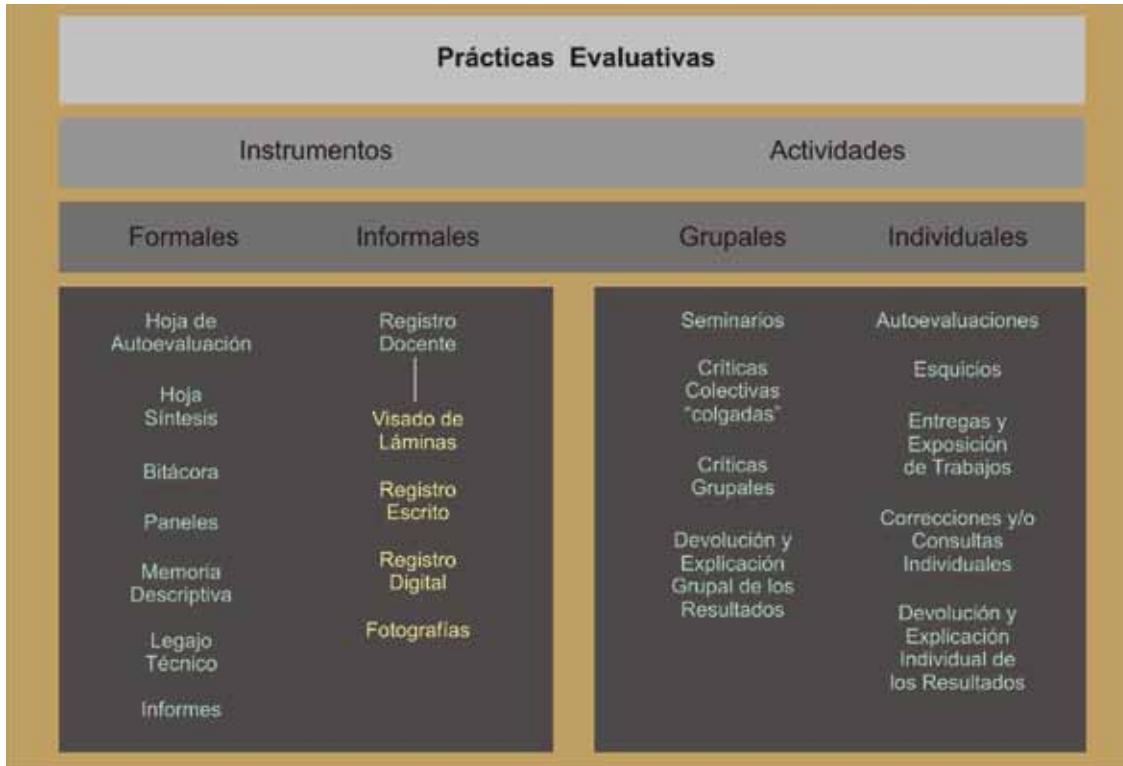 Prácticas Evaluativas
Instrumentos
Actividades
Formales
Informales
Grupales
Individuales
Hoja de
Autoevaluación
Hoja
Síntesis
Bitácora
Paneles
Memoria
Descriptiva
Legajo
Técnico
Informes
Registro
Docente
Visado de
Láminas
Registro
Escrito
Registro
Digital
Fotografías
Seminarios
Críticas
Colectivas
"colgadas"
Críticas
Grupales
Devolución y
Explicación
Grupal de los
Resultados
Autoevaluaciones
Esquicios
Entregas y
Exposición
de Trabajos
Correcciones y/o
Consultas
Individuales
Devolución y
Explicación
Individual de
los Resultados